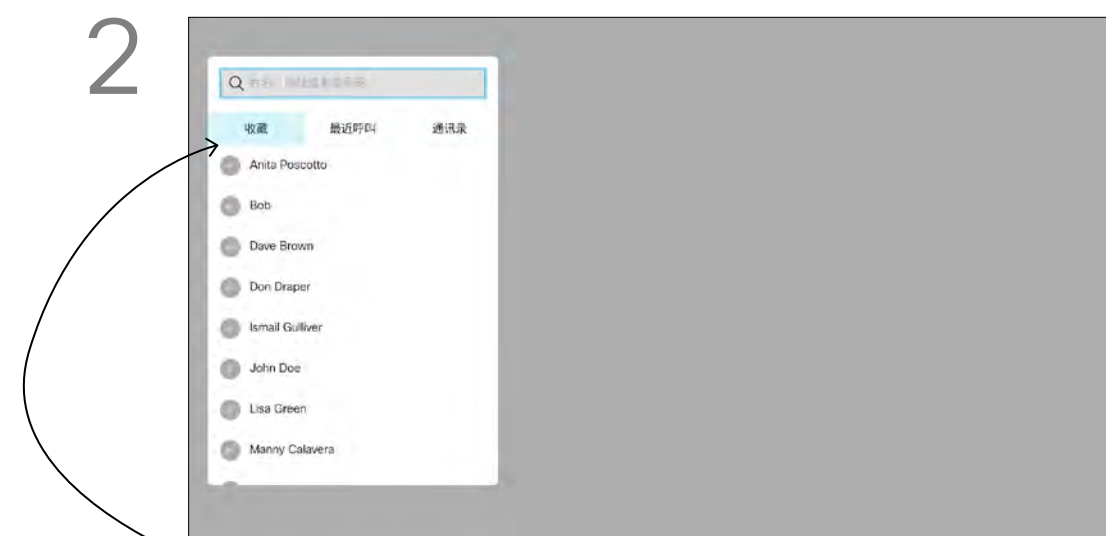 2
收藏 最近呼叫 通讯录
Anita Poscotto
Bob
Dave Brown
Don Draper
Ismail Gulliver
John Doe
Lisa Green
Manny Calavera